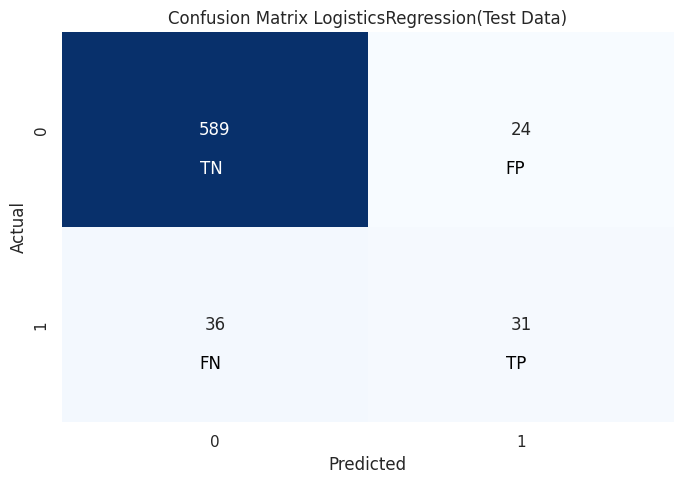 Confusion Matrix LogisticsRegression(Test Data)
Actual
0
589
24
TN
FP
1
36
31
FN
TP
0
1
Predicted